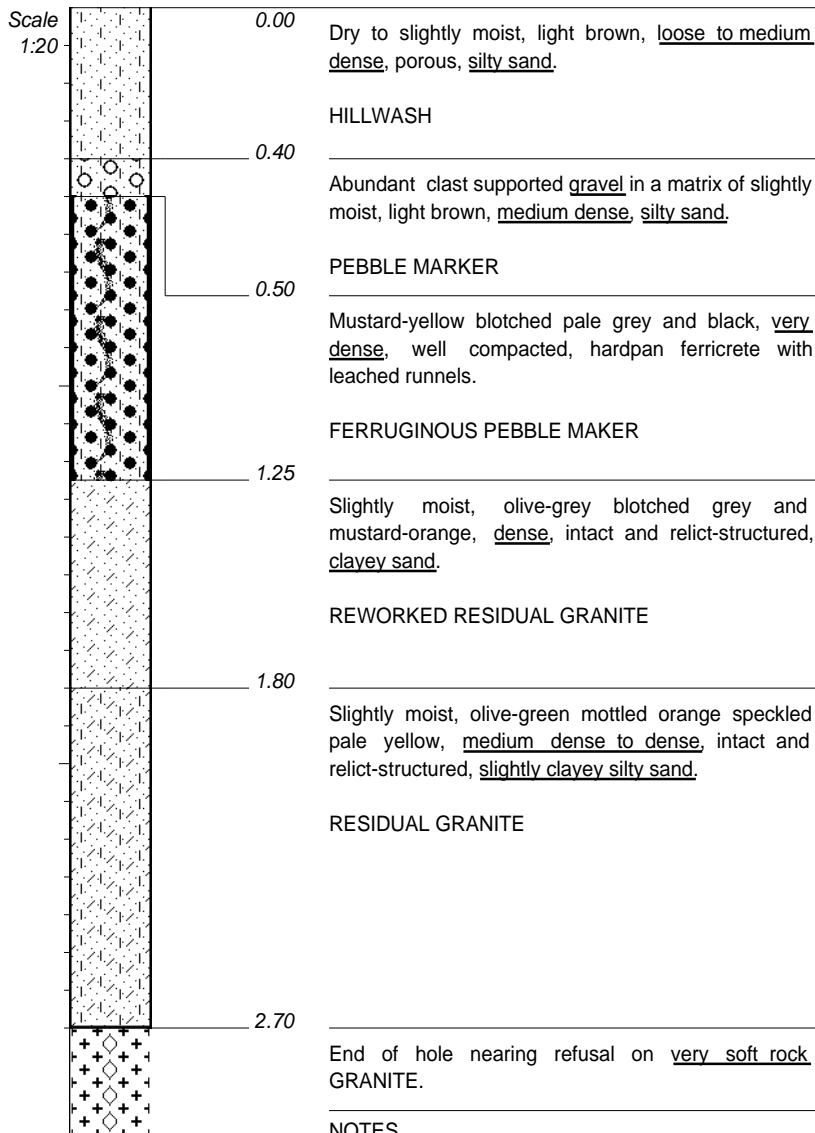 Scale
1:20
0.00
Dry to slightly moist, light brown, loose to medium
dense, porous, silty sand.
HILLWASH
0.40
Abundant clast supported gravel in a matrix of slightly
moist, light brown, medium dense, silty sand.
PEBBLE MARKER
0.50
Mustard-yellow blotched pale grey and black, very
dense, well compacted, hardpan ferricrete with
leached runnels.
FERRUGINOUS PEBBLE MAKER
1.25
Slightly moist, olive-grey blotched grey and
mustard-orange, dense, intact and relict-structured,
clayey sand.
REWORKED RESIDUAL GRANITE
1.80
Slightly moist, olive-green mottled orange speckled
pale yellow, medium dense to dense, intact and
relict-structured, slightly clayey silty sand.
RESIDUAL GRANITE
2.70
End of hole nearing refusal on very soft rock
GRANITE.
NOTES